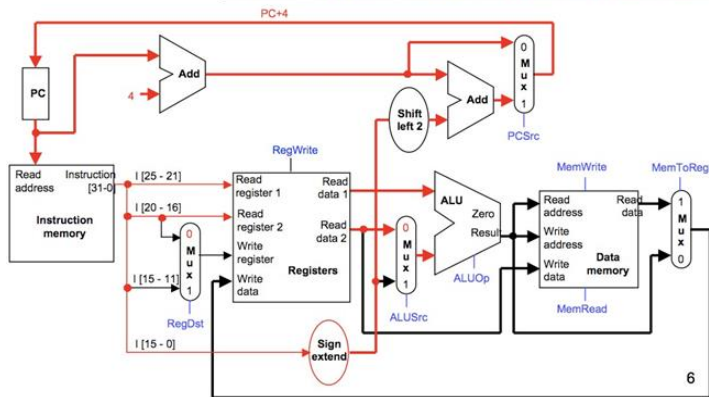 PC+4
PC
4
Add
Add
Shift
left 2
0
M
u
x
1
PCSrc
Read
address
Instruction
[31-0]
Instruction
memory
I [25 - 21]
I [20 - 16]
I [15 - 11]
I [15 - 0]
0
M
u
x
1
RegDst
RegWrite
Read
register 1
Read
data 1
Read
register 2
Read
data 2
Write
register
Write
data
Registers
Sign
extend
0
M
u
x
1
ALUSrc
ALU
Zero
Result
ALUOp
MemWrite
Read
address
Read
data
Write
address
Write
data
Data
memory
MemRead
MemToReg
1
M
u
x
0
6